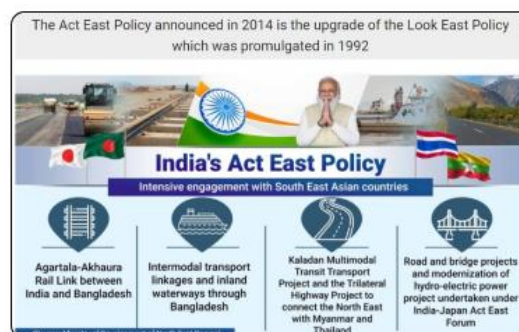 The Act East Policy announced in 2014 is the upgrade of the Look East Policy
which was promulgated in 1992
India's Act East Policy
Intensive engagement with South East Asian countries
Agartala-Akhaura
Rail Link between
India and Bangladesh
Intermodal transport
linkages and inland
waterways through
Bangladesh
Kaladan Multimodal
Transit Transport
Project and the Trilateral
Highway Project to
connect the North East
with Myanmar and
Thailand
Road and bridge projects
and modernization of
hydro-electric power
project undertaken under
India-Japan Act East
Forum